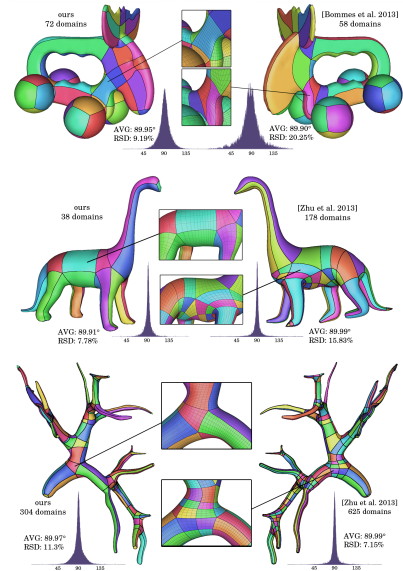 ours
72 domains
[Bommes et al. 2013]
58 domains
AVG: 89.95°
RSD: 9.19%
AVG: 89.90°
RSD: 20.25%
45 90 135
45 90 135
ours
38 domains
[Zhu et al. 2013]
178 domains
AVG: 89.91°
RSD: 7.78%
AVG: 89.99°
RSD: 15.83%
45 90 135
45 90 135
ours
304 domains
[Zhu et al. 2013]
625 domains
AVG: 89.97°
RSD: 11.3%
AVG: 89.99°
RSD: 7.15%
45 90 135
45 90 135